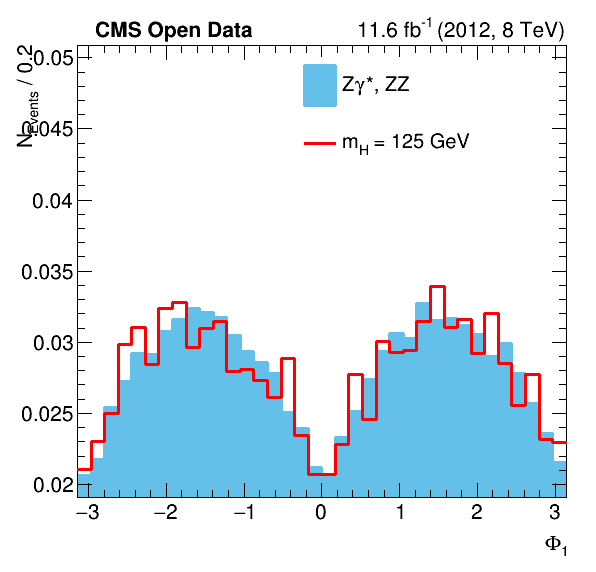 CMS Open Data 11.6 fb⁻¹ (2012, 8 TeV)
N_Events / 0.2
Zγ*, ZZ
m_H = 125 GeV
0.05
0.045
0.04
0.035
0.03
0.025
0.02
−3 −2 −1 0 1 2 3
Φ₁